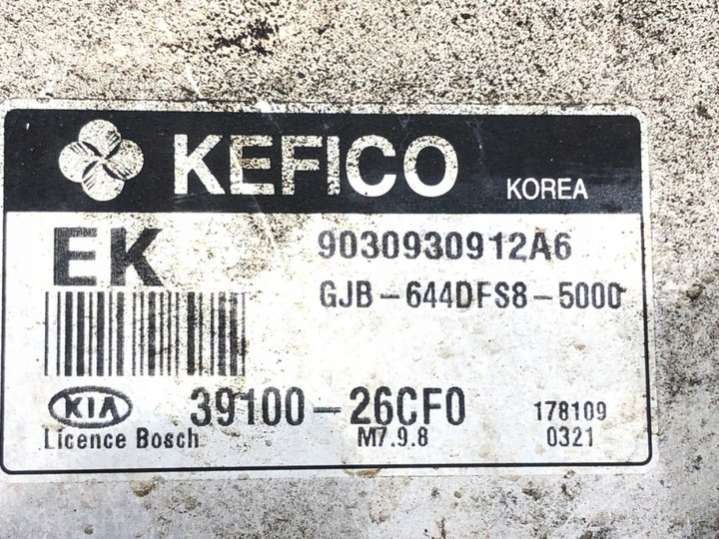 KEFICO KOREA
EK 9030930912A6
GJB-644DFS8-5000
KIA 39100-26CF0 178109
Licence Bosch M7.9.8 0321